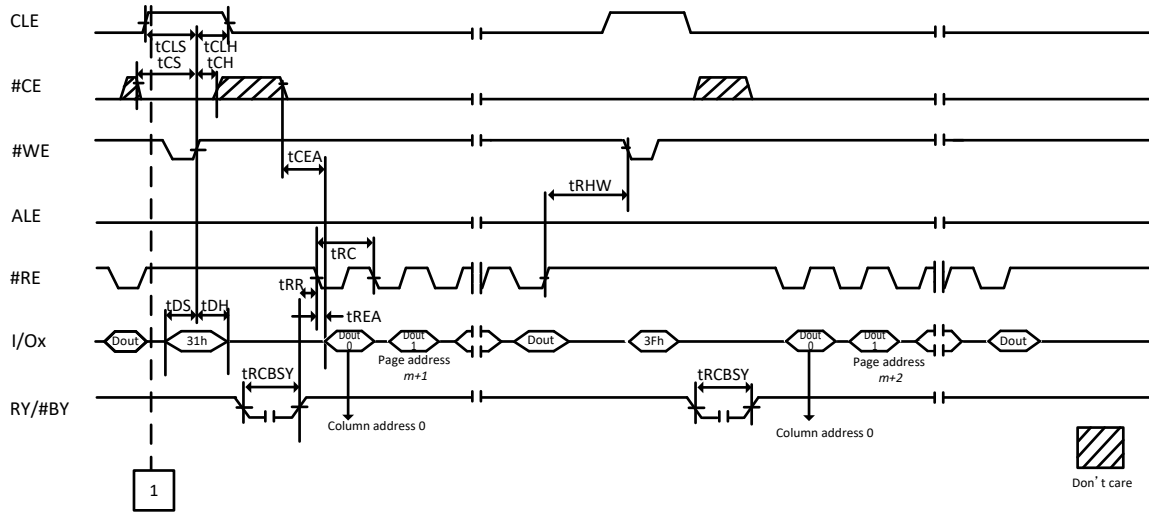 CLE
tCLS tCLH
tCS tCH
#CE
#WE
tCEA
tRHW
ALE
tRC
#RE
tRR
tDS tDH
tREA
I/Ox
Dout 31h Dout 0 Dout 1 Dout 3Fh Dout 0 Dout 1 Dout
Page address m+1
Page address m+2
tRCBSY tRCBSY
RY/#BY
Column address 0 Column address 0
1
Don't care